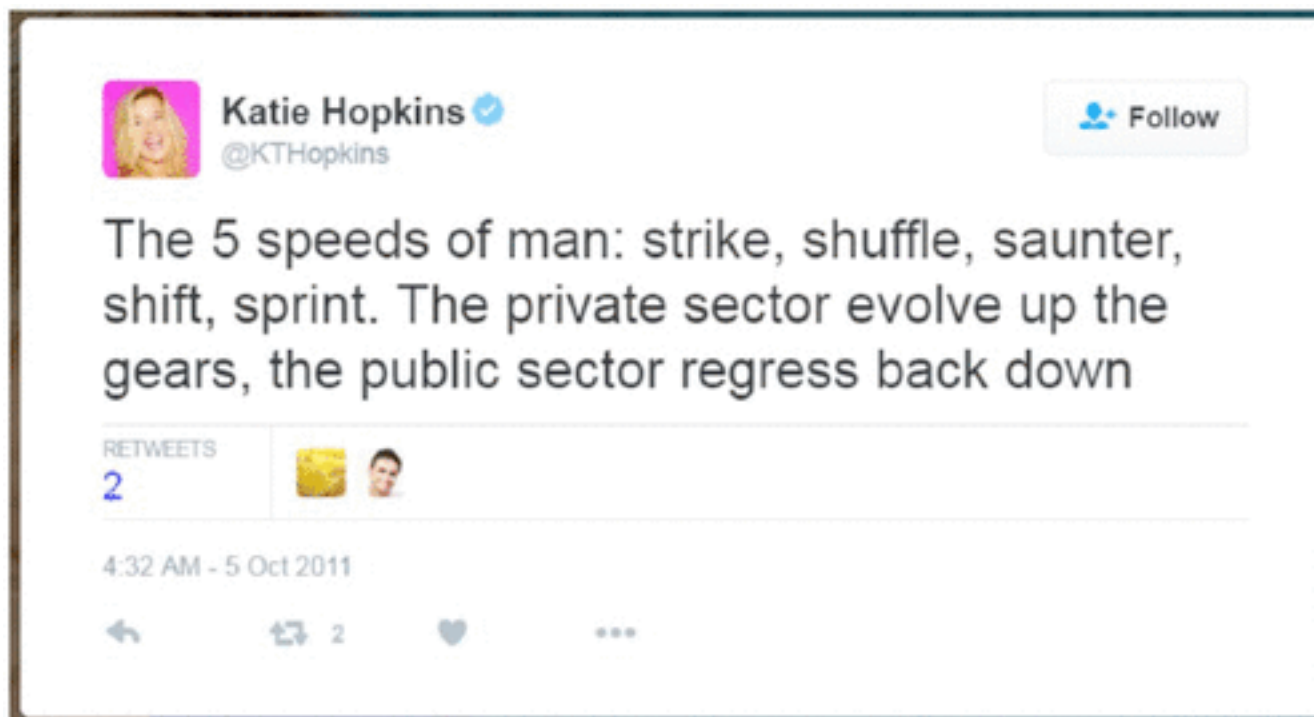 Katie Hopkins
Follow
@KTHopkins
The 5 speeds of man: strike, shuffle, saunter,
shift, sprint. The private sector evolve up the
gears, the public sector regress back down
RETWEETS
2
4:32 AM - 5 Oct 2011
2